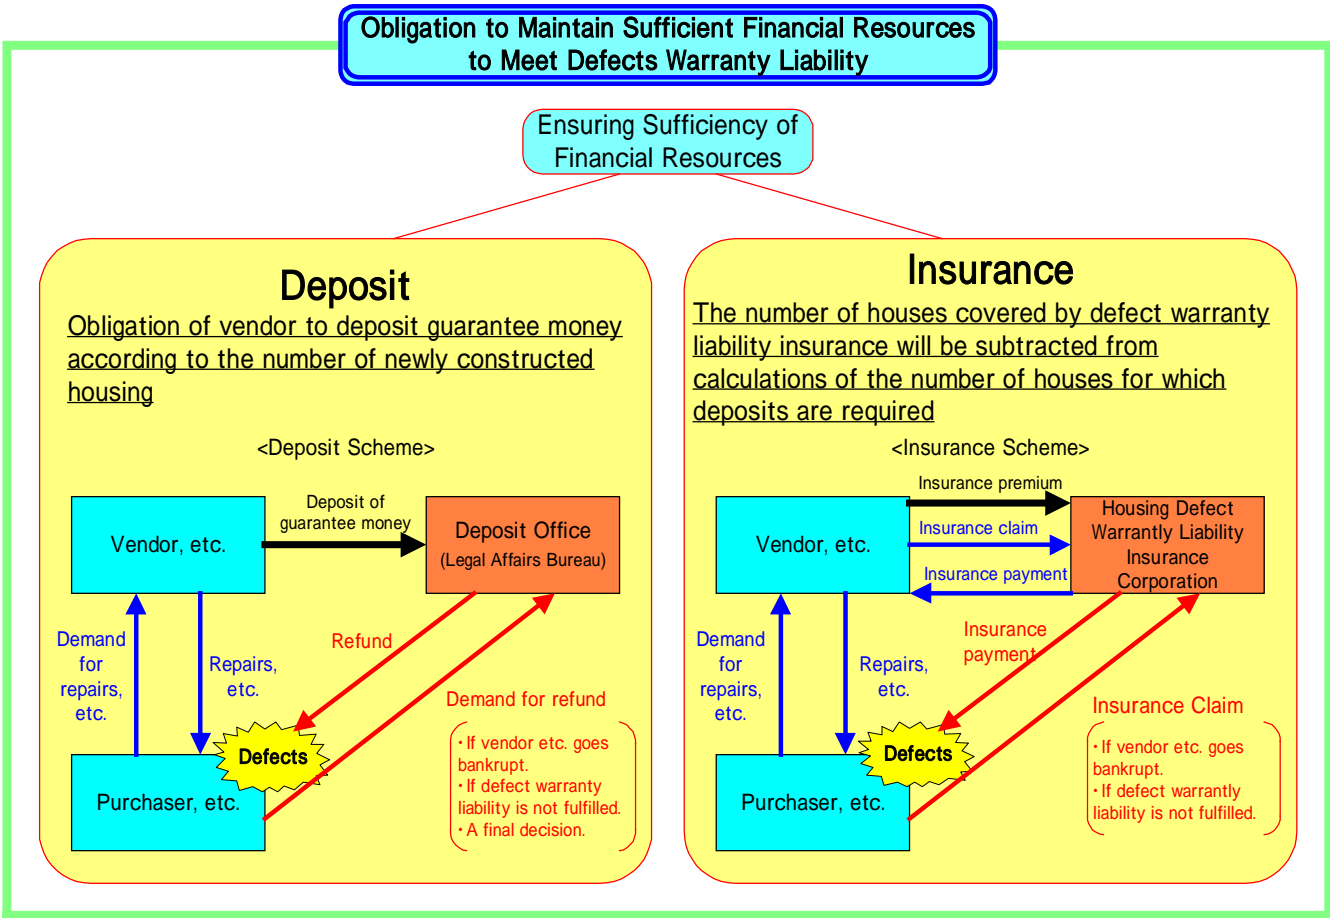 Obligation to Maintain Sufficient Financial Resources
to Meet Defects Warranty Liability
Ensuring Sufficiency of
Financial Resources
Deposit
Obligation of vendor to deposit guarantee money
according to the number of newly constructed
housing
<Deposit Scheme>
Vendor, etc.
Deposit of
guarantee money
Deposit Office
(Legal Affairs Bureau)
Demand
for
repairs,
etc.
Repairs,
etc.
Refund
Demand for refund
Defects
Purchaser, etc.
・If vendor etc. goes
bankrupt.
・If defect warranty
liability is not fulfilled.
・A final decision.
Insurance
The number of houses covered by defect warranty
liability insurance will be subtracted from
calculations of the number of houses for which
deposits are required
<Insurance Scheme>
Vendor, etc.
Insurance premium
Insurance claim
Insurance payment
Housing Defect
Warrantly Liability
Insurance
Corporation
Demand
for
repairs,
etc.
Repairs,
etc.
Insurance
payment
Insurance Claim
Defects
Purchaser, etc.
・If vendor etc. goes
bankrupt.
・If defect warrantly
liability is not fulfilled.